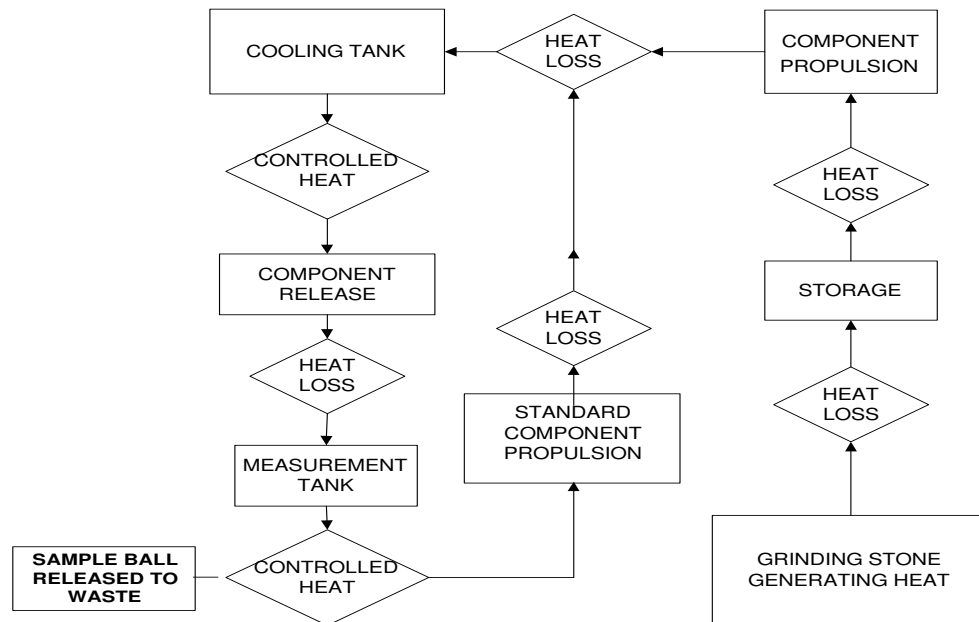 COOLING TANK
HEAT
LOSS
COMPONENT
PROPULSION
CONTROLLED
HEAT
HEAT
LOSS
COMPONENT
RELEASE
STORAGE
HEAT
LOSS
HEAT
LOSS
HEAT
LOSS
STANDARD
COMPONENT
PROPULSION
MEASUREMENT
TANK
SAMPLE BALL
RELEASED TO
WASTE
CONTROLLED
HEAT
GRINDING STONE
GENERATING HEAT